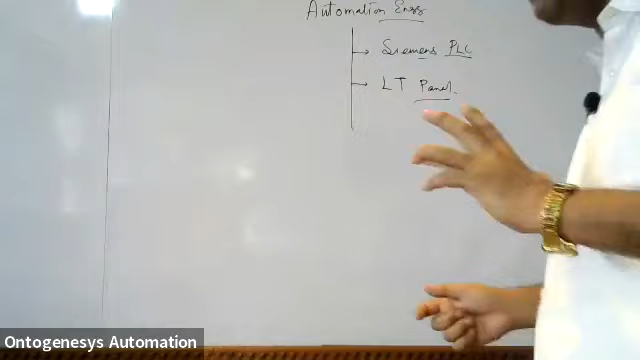 Automation Engg
Siemens PLC
LT Panel.
Ontogenesys Automation